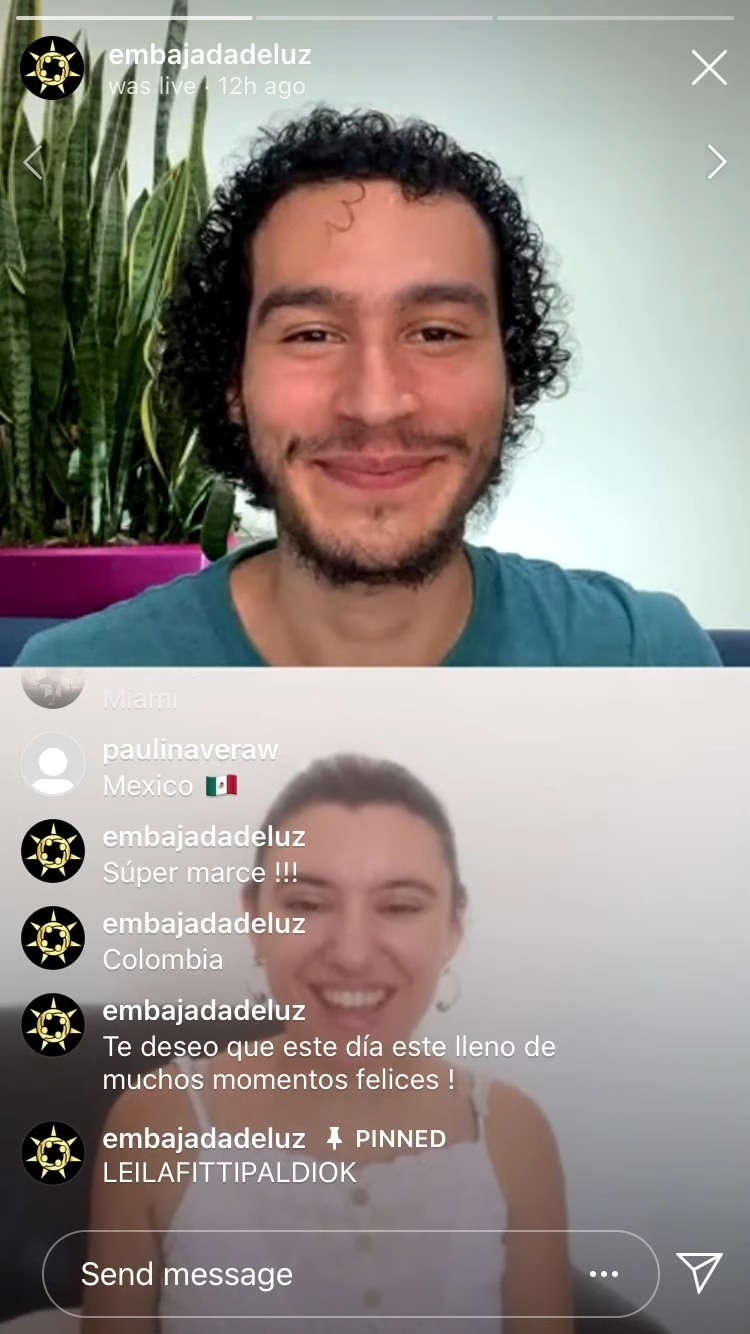 embajadadeluz
was live · 12h ago
Miami
paulinaveraw
Mexico 🇲🇽
embajadadeluz
Súper marce !!!
embajadadeluz
Colombia
embajadadeluz
Te deseo que este día este lleno de
muchos momentos felices !
embajadadeluz PINNED
LEILAFITTIPALDIOK
Send message